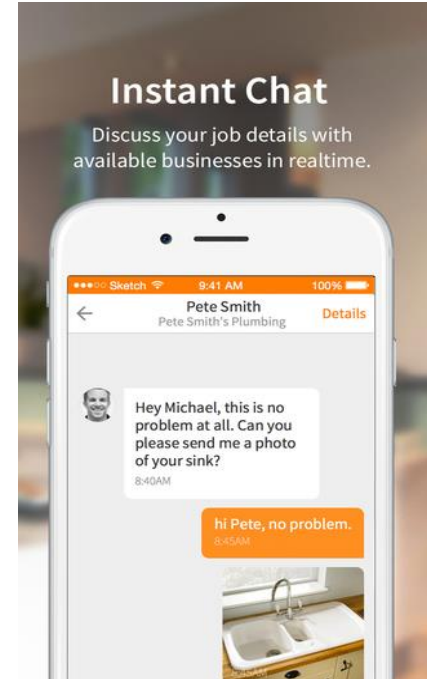 Instant Chat
Discuss your job details with
available businesses in realtime.
Sketch 9:41 AM 100%
Pete Smith
Pete Smith's Plumbing
Details
Hey Michael, this is no
problem at all. Can you
please send me a photo
of your sink?
8:40AM
hi Pete, no problem.
8:45AM
8:45AM